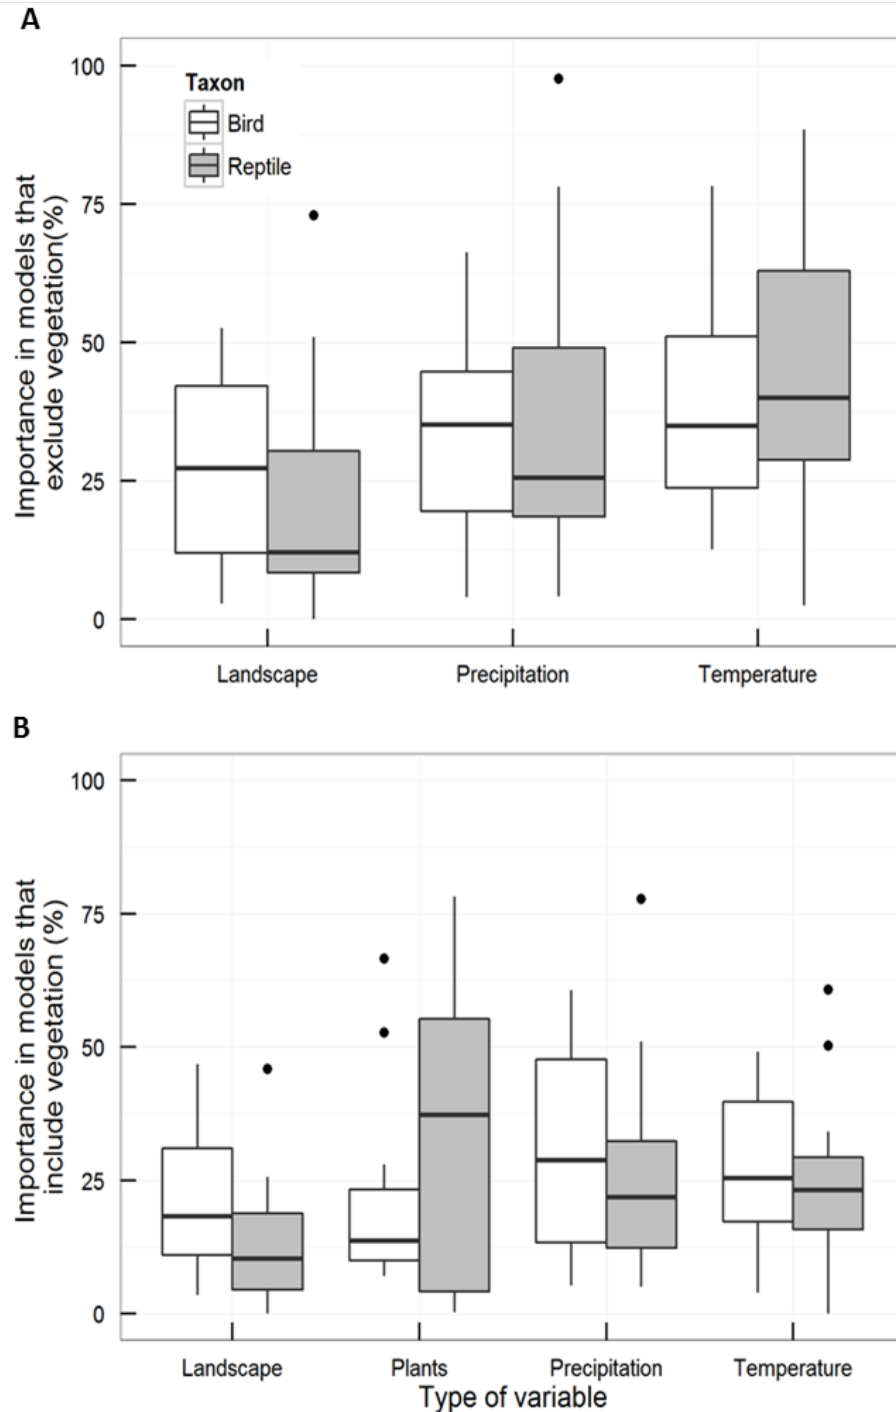 A
100
75
50
25
0
Importance in models that
exclude vegetation(%)
Taxon
Bird
Reptile
Landscape
Precipitation
Temperature
B
100
75
50
25
0
Importance in models that
include vegetation (%)
Landscape
Plants
Precipitation
Temperature
Type of variable